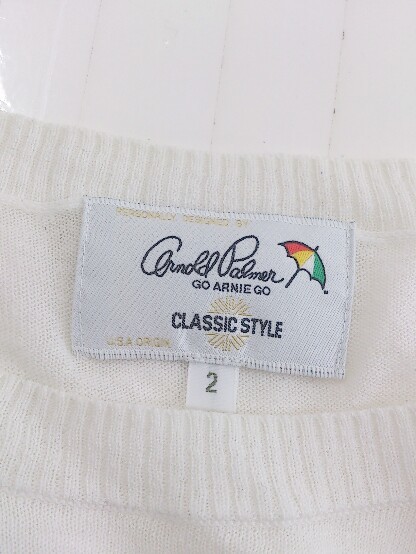 PERSONALLY DESIGNED BY
Arnold Palmer
GO ARNIE GO
CLASSIC STYLE
U.S.A ORIGIN
2